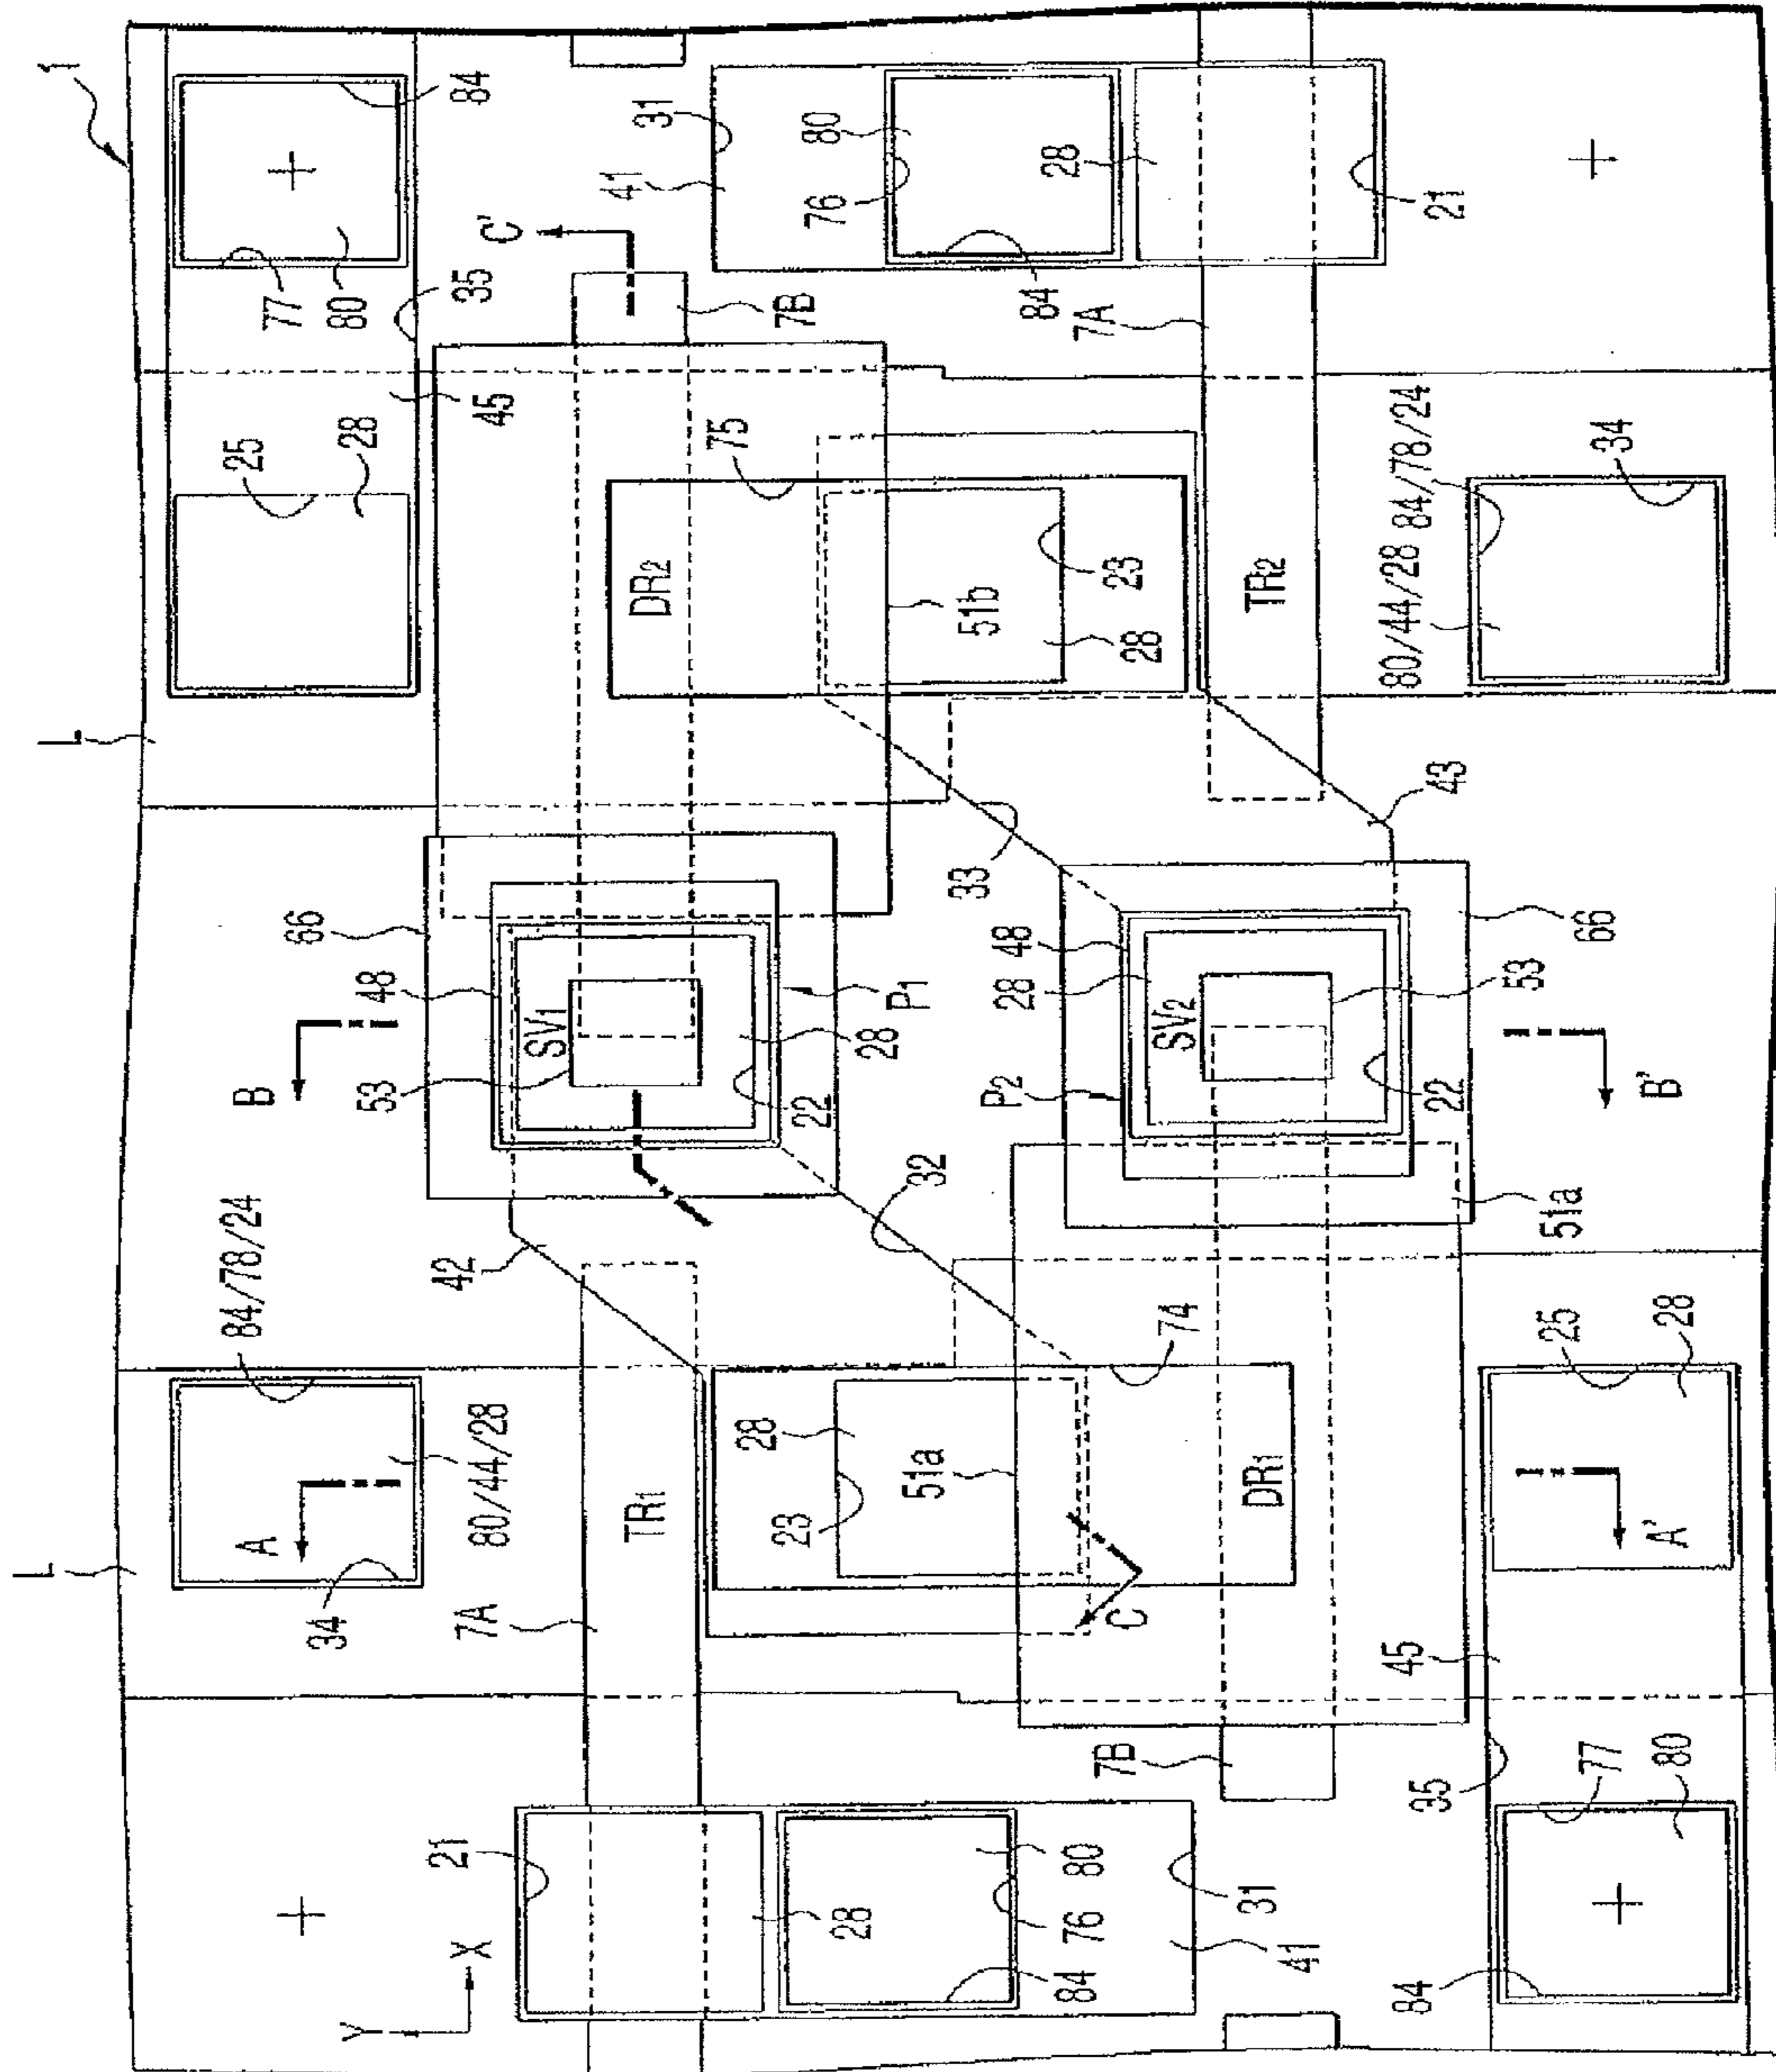 1
84
77
80
35
31
41
80
76
28
84
21
7A
C'
7B
45
25
28
L
75
DR2
51b
23
28
TR2
80/44/28
84/78/24
34
43
33
66
48
SV1
53
B
P1
28
22
48
28
SV2
P2
66
53
22
B'
51a
32
42
84/78/24
A
34
80/44/28
L
TR1
7A
74
28
23
51a
DR1
C
25
28
A'
45
7B
35
77
80
21
28
80
76
84
31
41
84
Y
X